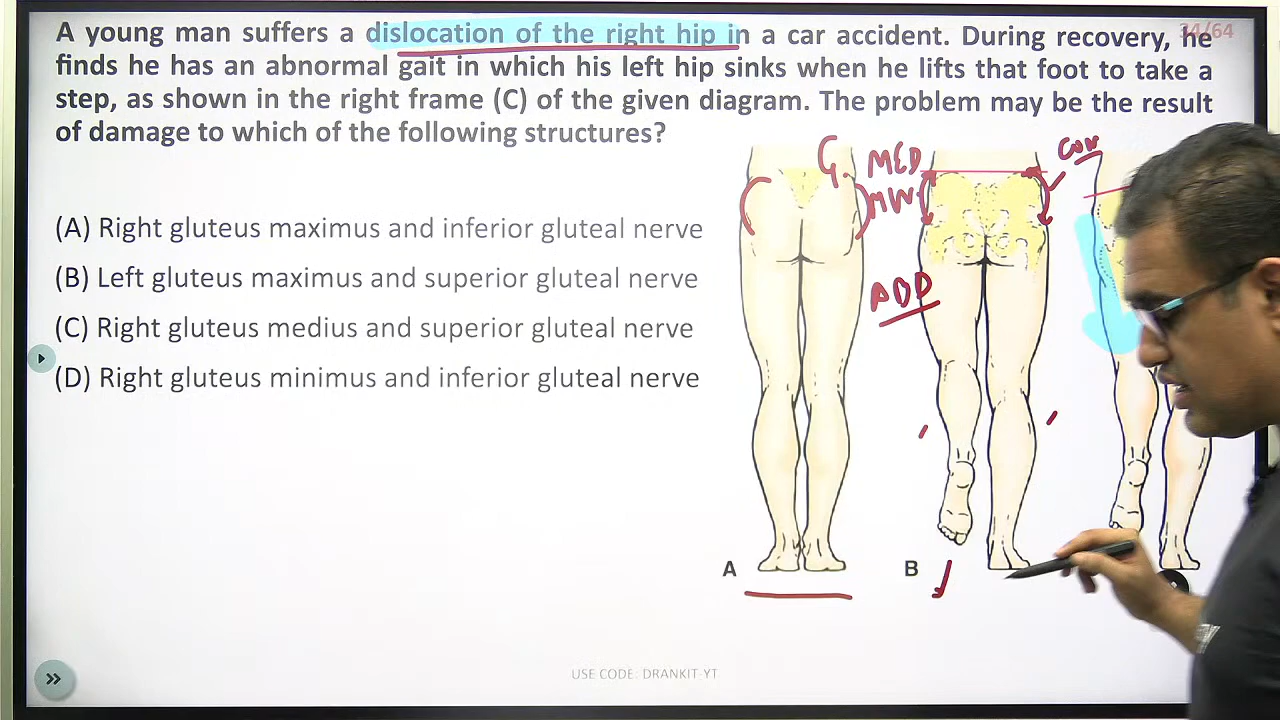 34/64
A young man suffers a dislocation of the right hip in a car accident. During recovery, he
finds he has an abnormal gait in which his left hip sinks when he lifts that foot to take a
step, as shown in the right frame (C) of the given diagram. The problem may be the result
of damage to which of the following structures?
(A) Right gluteus maximus and inferior gluteal nerve
(B) Left gluteus maximus and superior gluteal nerve
(C) Right gluteus medius and superior gluteal nerve
(D) Right gluteus minimus and inferior gluteal nerve
G. MED
MIN
CON
A
B
USE CODE: DRANKIT-YT